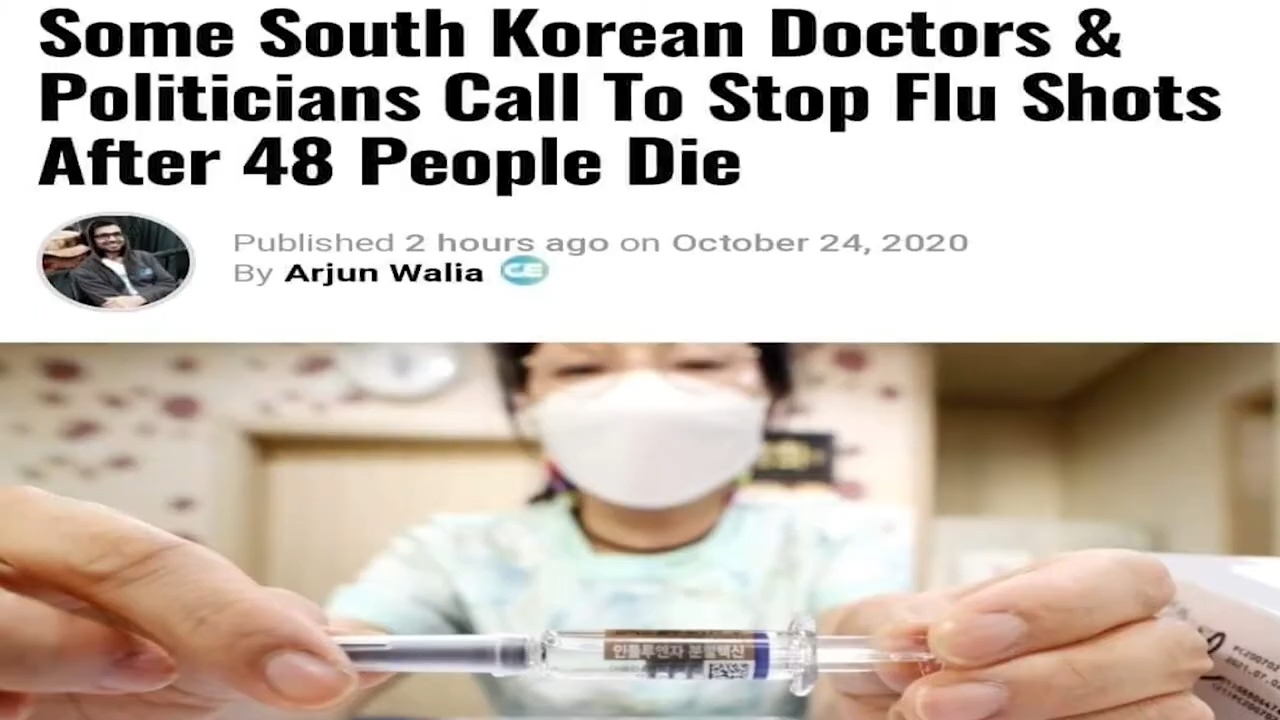 Some South Korean Doctors &
Politicians Call To Stop Flu Shots
After 48 People Die
Published 2 hours ago on October 24, 2020
By Arjun Walia CE
인플루엔자 분할백신